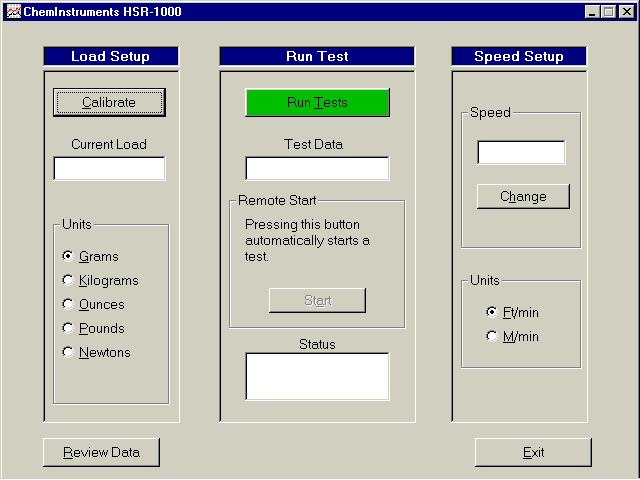 ChemInstruments HSR-1000
Load Setup
Calibrate
Current Load
Units
Grams
Kilograms
Ounces
Pounds
Newtons
Review Data
Run Test
Run Tests
Test Data
Remote Start
Pressing this button
automatically starts a
test.
Start
Status
Speed Setup
Speed
Change
Units
Ft/min
M/min
Exit